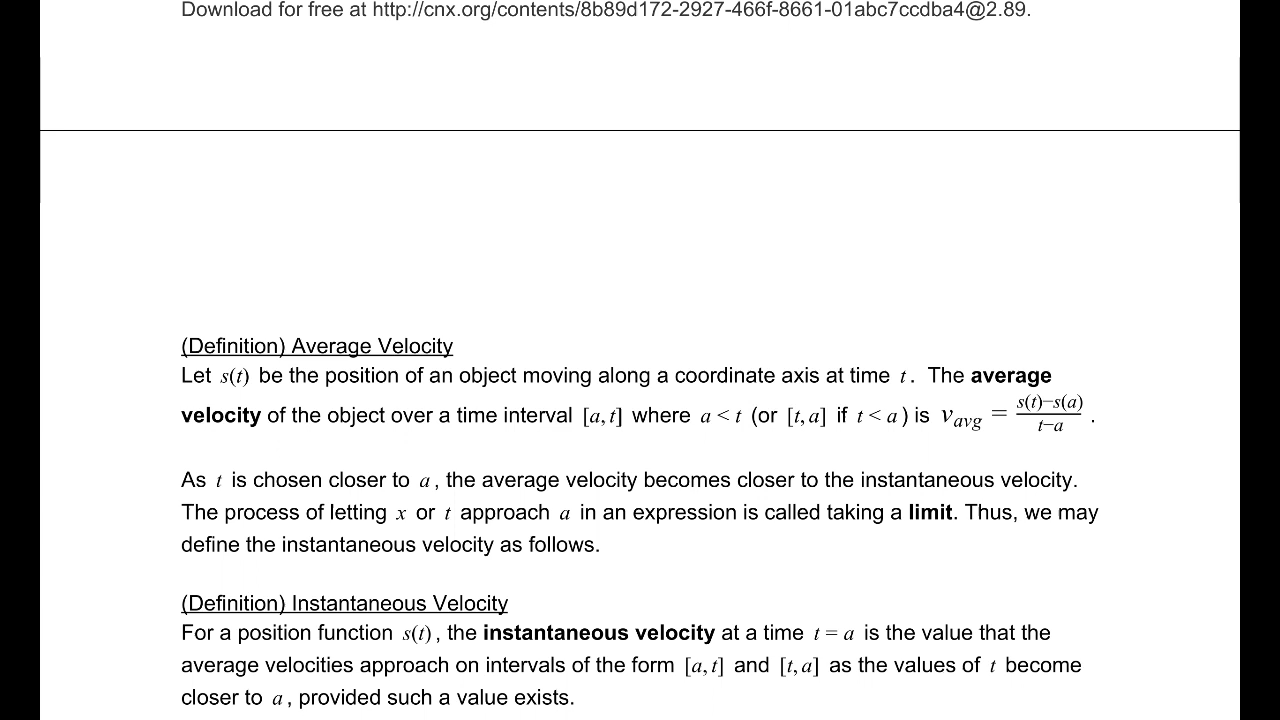 Download for free at http://cnx.org/contents/8b89d172-2927-466f-8661-01abc7ccdba4@2.89.
(Definition) Average Velocity
Let s(t) be the position of an object moving along a coordinate axis at time t. The average
velocity of the object over a time interval [a, t] where a < t (or [t, a] if t < a) is v_avg = (s(t)−s(a))/(t−a) .
As t is chosen closer to a, the average velocity becomes closer to the instantaneous velocity.
The process of letting x or t approach a in an expression is called taking a limit. Thus, we may
define the instantaneous velocity as follows.
(Definition) Instantaneous Velocity
For a position function s(t), the instantaneous velocity at a time t = a is the value that the
average velocities approach on intervals of the form [a, t] and [t, a] as the values of t become
closer to a, provided such a value exists.